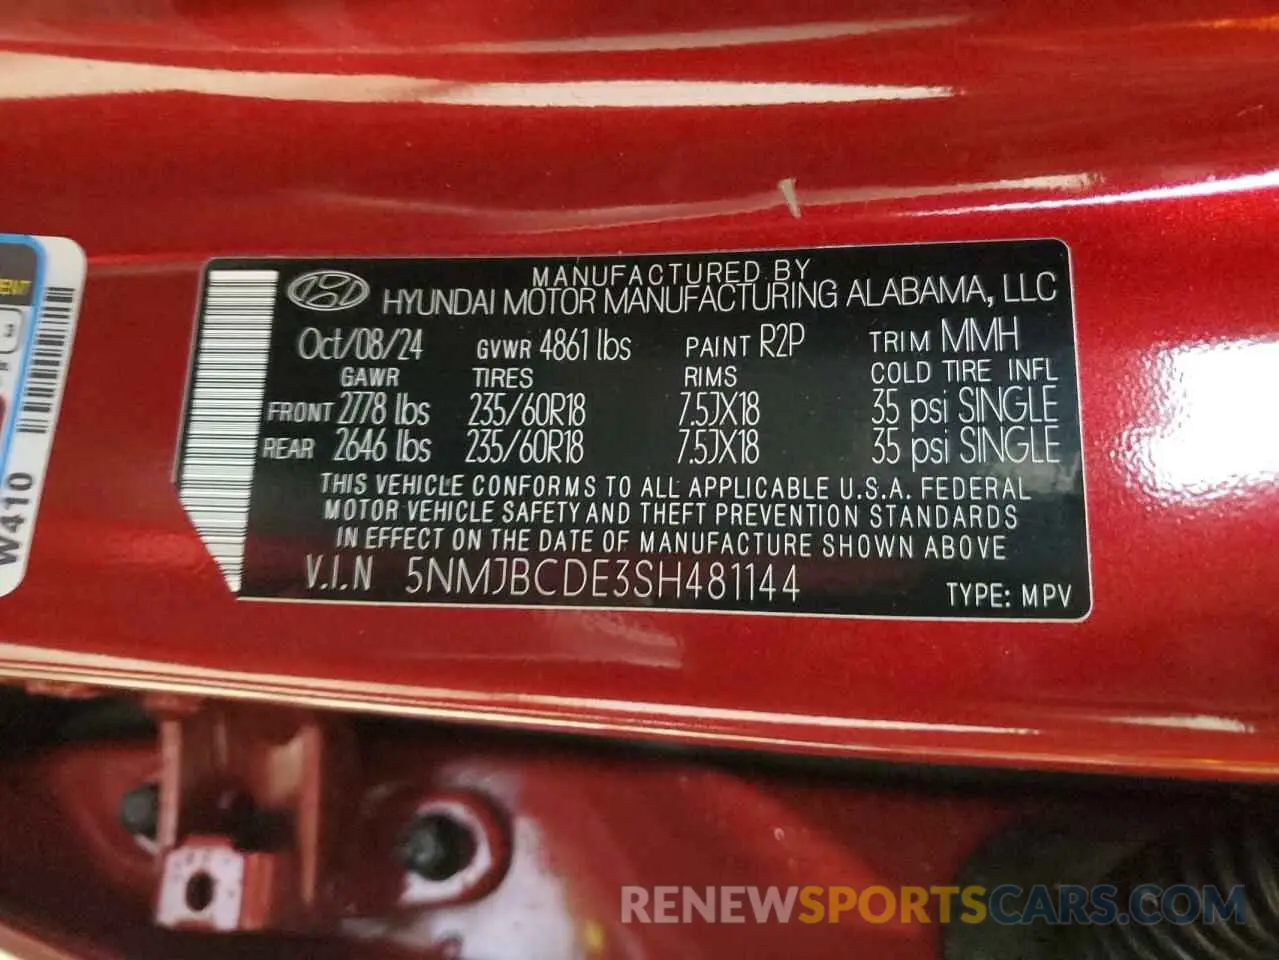 MANUFACTURED BY
HYUNDAI MOTOR MANUFACTURING ALABAMA, LLC
Oct/08/24 GVWR 4861 lbs PAINT R2P TRIM MMH
GAWR TIRES RIMS COLD TIRE INFL
FRONT 2778 lbs 235/60R18 7.5JX18 35 psi SINGLE
REAR 2646 lbs 235/60R18 7.5JX18 35 psi SINGLE
THIS VEHICLE CONFORMS TO ALL APPLICABLE U.S.A. FEDERAL
MOTOR VEHICLE SAFETY AND THEFT PREVENTION STANDARDS
IN EFFECT ON THE DATE OF MANUFACTURE SHOWN ABOVE
V.I.N 5NMJBCDE3SH481144 TYPE: MPV
W410
RENEWSPORTSCARS.COM